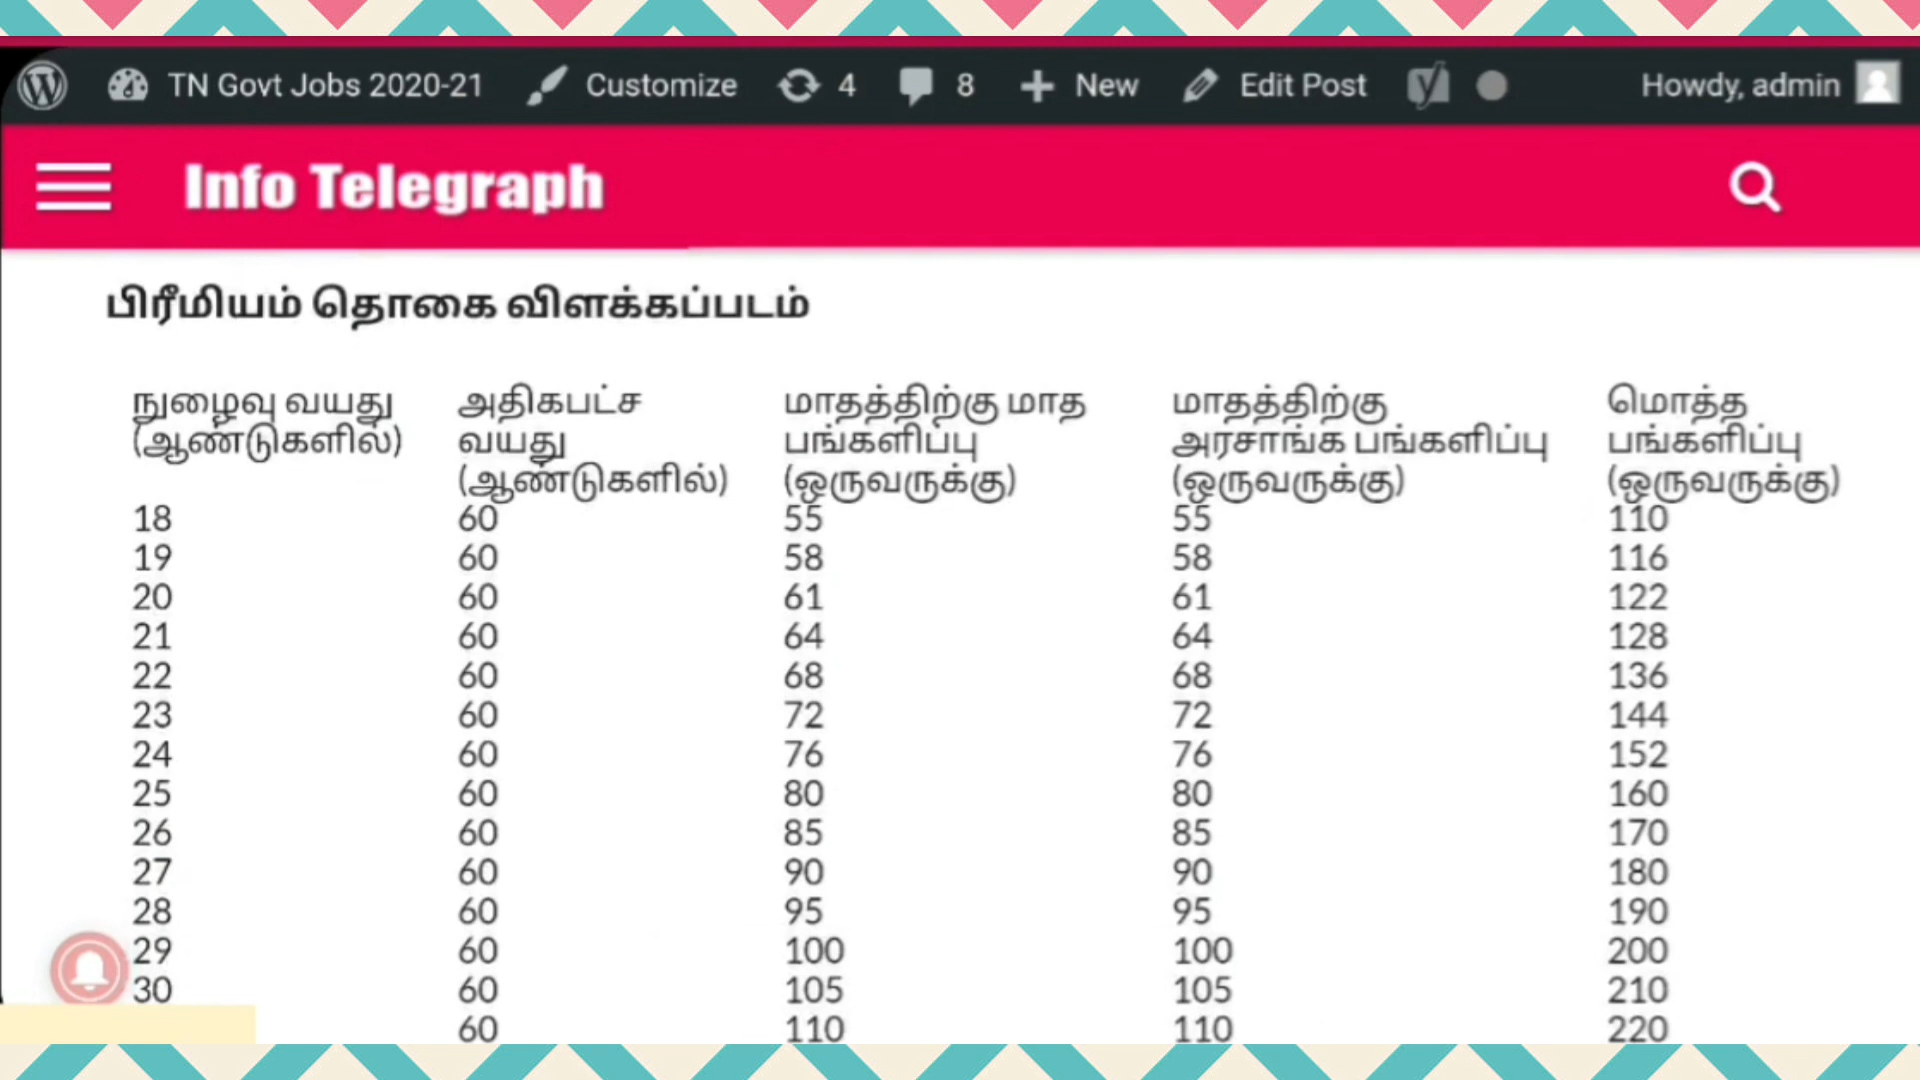 TN Govt Jobs 2020-21 Customize 4 8 New Edit Post Howdy, admin
Info Telegraph
பிரீமியம் தொகை விளக்கப்படம்
நுழைவு வயது அதிகபட்ச மாதத்திற்கு மாத மாதத்திற்கு மொத்த
(ஆண்டுகளில்) வயது பங்களிப்பு அரசாங்க பங்களிப்பு பங்களிப்பு
(ஆண்டுகளில்) (ஒருவருக்கு) (ஒருவருக்கு) (ஒருவருக்கு)
18 60 55 55 110
19 60 58 58 116
20 60 61 61 122
21 60 64 64 128
22 60 68 68 136
23 60 72 72 144
24 60 76 76 152
25 60 80 80 160
26 60 85 85 170
27 60 90 90 180
28 60 95 95 190
29 60 100 100 200
30 60 105 105 210
60 110 110 220